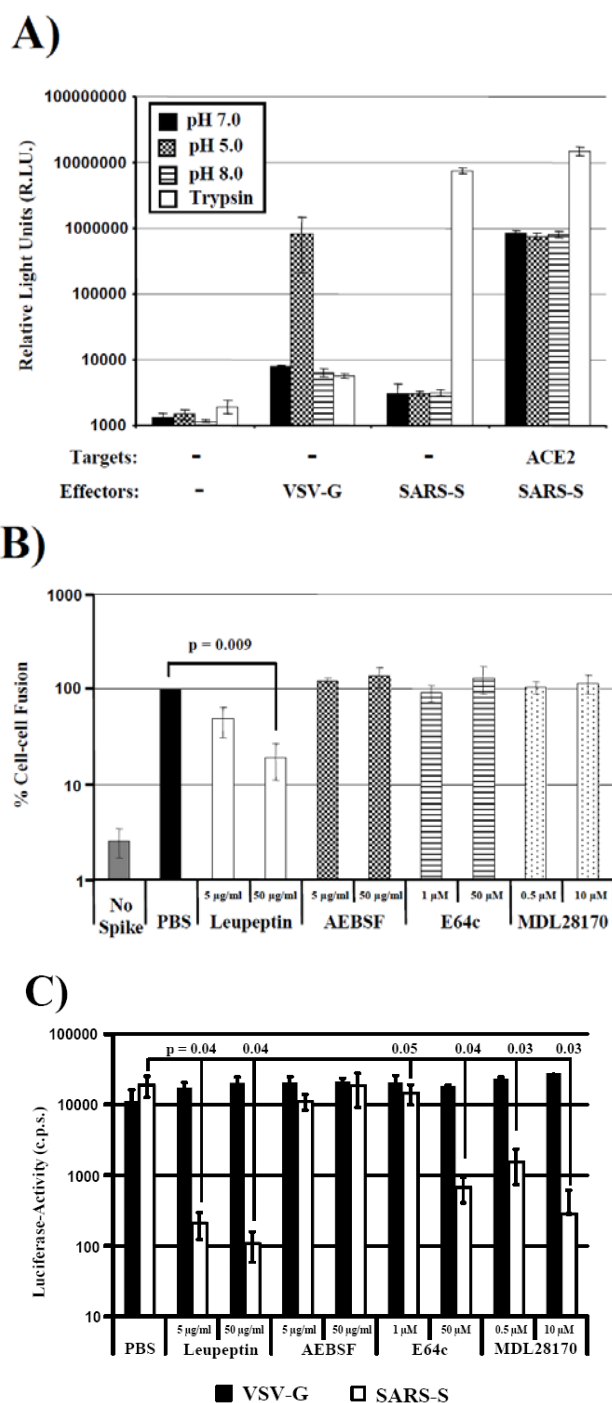 A)
Relative Light Units (R.L.U.)
100000000
10000000
1000000
100000
10000
1000
pH 7.0
pH 5.0
pH 8.0
Trypsin
Targets: - - - ACE2
Effectors: - VSV-G SARS-S SARS-S
B)
% Cell-cell Fusion
1000
100
10
1
p = 0.009
5 µg/ml 50 µg/ml 5 µg/ml 50 µg/ml 1 µM 50 µM 0.5 µM 10 µM
No Spike PBS Leupeptin AEBSF E64c MDL28170
C)
Luciferase-Activity (c.p.s.)
100000
10000
1000
100
10
p = 0.04 0.04 0.05 0.04 0.03 0.03
5 µg/ml 50 µg/ml 5 µg/ml 50 µg/ml 1 µM 50 µM 0.5 µM 10 µM
PBS Leupeptin AEBSF E64c MDL28170
VSV-G SARS-S